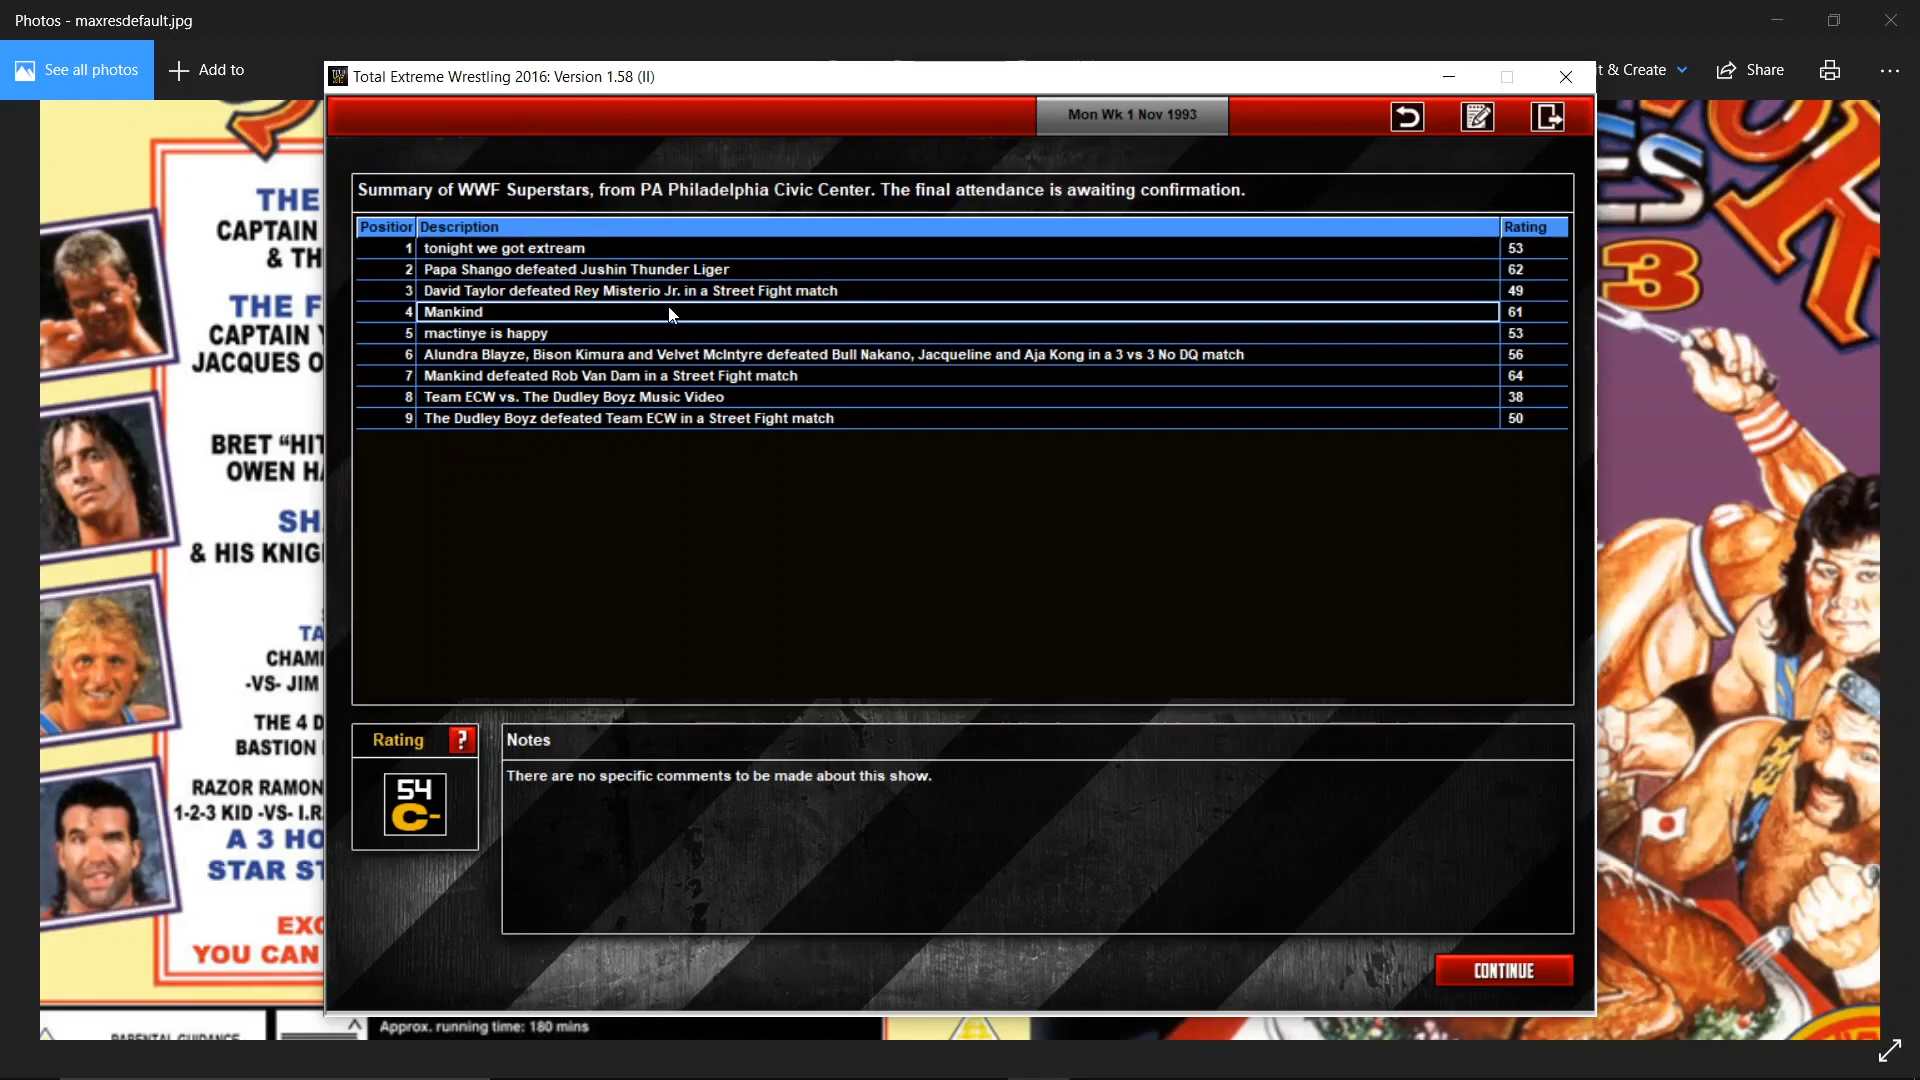 Photos - maxresdefault.jpg
See all photos
Add to
t & Create
Share
Total Extreme Wrestling 2016: Version 1.58 (II)
Mon Wk 1 Nov 1993
Summary of WWF Superstars, from PA Philadelphia Civic Center. The final attendance is awaiting confirmation.
Position Description Rating
1 tonight we got extream 53
2 Papa Shango defeated Jushin Thunder Liger 62
3 David Taylor defeated Rey Misterio Jr. in a Street Fight match 49
4 Mankind 61
5 mactinye is happy 53
6 Alundra Blayze, Bison Kimura and Velvet McIntyre defeated Bull Nakano, Jacqueline and Aja Kong in a 3 vs 3 No DQ match 56
7 Mankind defeated Rob Van Dam in a Street Fight match 64
8 Team ECW vs. The Dudley Boyz Music Video 38
9 The Dudley Boyz defeated Team ECW in a Street Fight match 50
Rating ?
54
C-
Notes
There are no specific comments to be made about this show.
CONTINUE
THE
CAPTAIN
& TH
THE F
CAPTAIN
JACQUES
BRET "HIT
OWEN HA
SH
& HIS KNIG
TA
CHAM
-VS- JIM
THE 4 D
BASTION
RAZOR RAMON
1-2-3 KID -VS- I.R
A 3 HO
STAR ST
EXC
YOU CAN
PARENTAL GUIDANCE
Approx. running time: 180 mins
ES
3